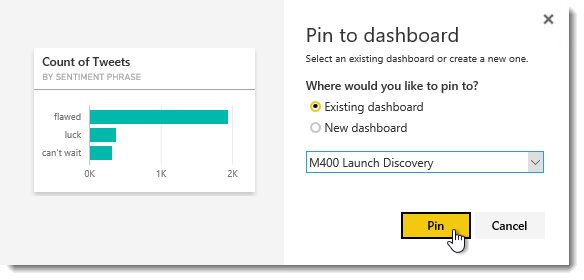 Count of Tweets
BY SENTIMENT PHRASE
flawed
luck
can't wait
0K 1K 2K
Pin to dashboard
Select an existing dashboard or create a new one.
Where would you like to pin to?
Existing dashboard
New dashboard
M400 Launch Discovery
Pin Cancel